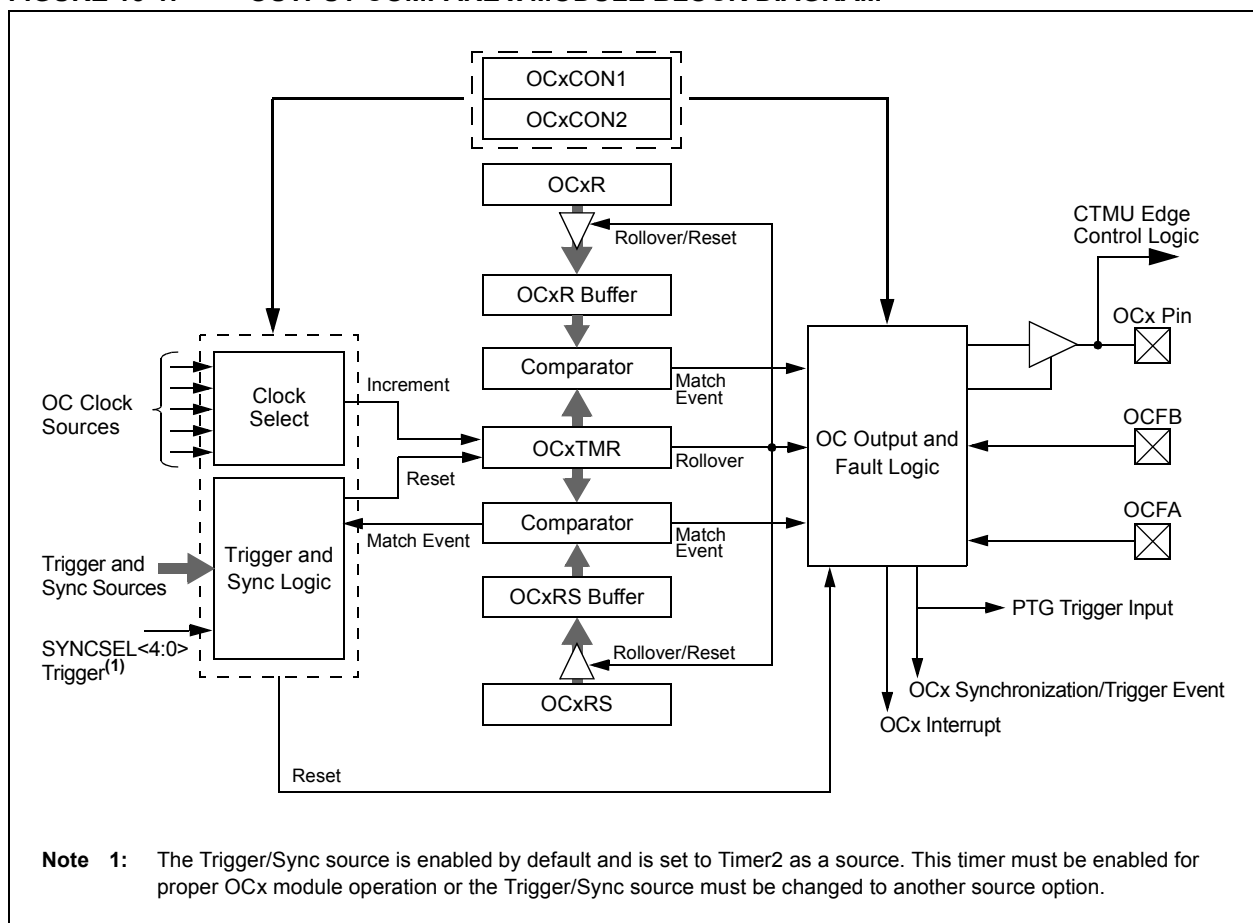 OCxCON1
OCxCON2
OCxR
Rollover/Reset
OCxR Buffer
Comparator
Match
Event
CTMU Edge
Control Logic
OCx Pin
OC Clock
Sources
Clock
Select
Increment
OCxTMR
Rollover
Reset
OC Output and
Fault Logic
OCFB
OCFA
Trigger and
Sync Sources
Trigger and
Sync Logic
Match Event
Comparator
Match
Event
OCxRS Buffer
SYNCSEL<4:0>
Trigger(1)
Rollover/Reset
OCxRS
PTG Trigger Input
OCx Synchronization/Trigger Event
OCx Interrupt
Reset
Note 1: The Trigger/Sync source is enabled by default and is set to Timer2 as a source. This timer must be enabled for
proper OCx module operation or the Trigger/Sync source must be changed to another source option.